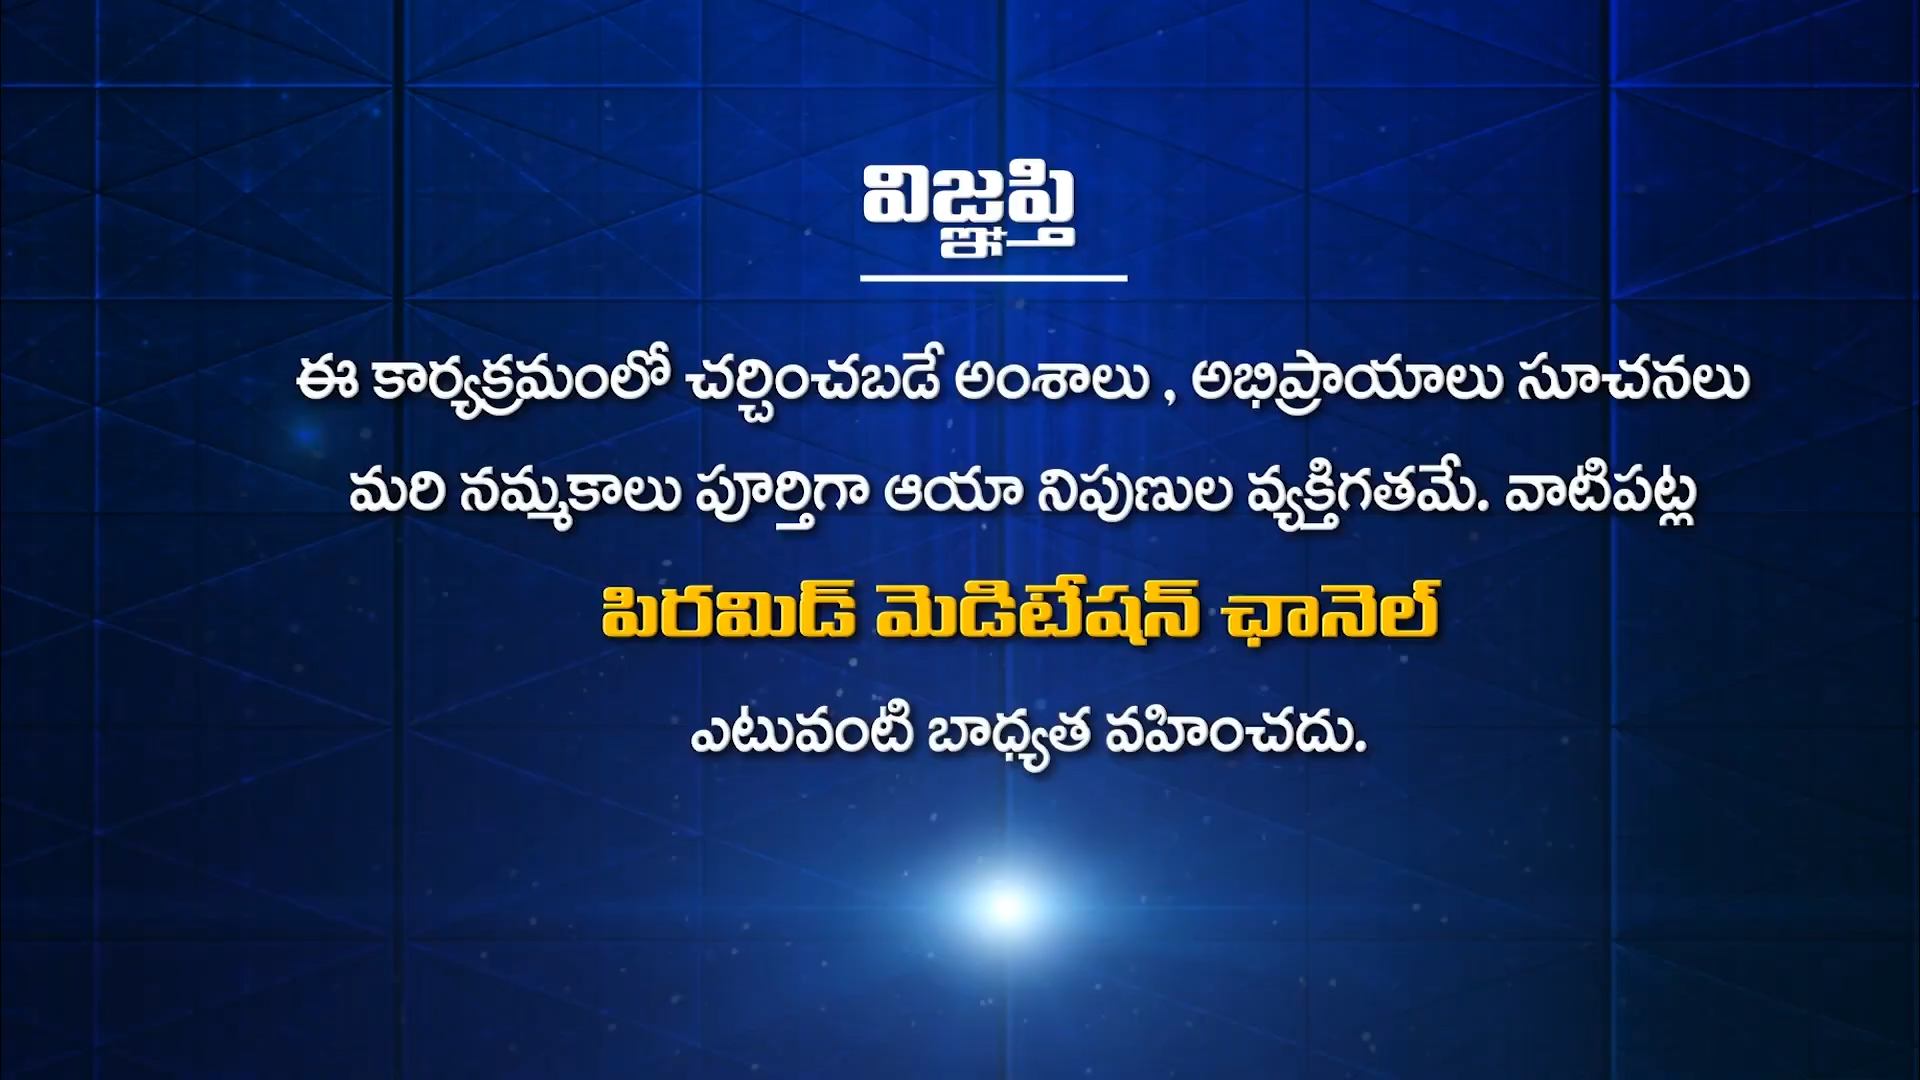 విజ్ఞప్తి
ఈ కార్యక్రమంలో చర్చించబడే అంశాలు , అభిప్రాయాలు సూచనలు
మరి నమ్మకాలు పూర్తిగా ఆయా నిపుణుల వ్యక్తిగతమే. వాటిపట్ల
పిరమిడ్ మెడిటేషన్ ఛానెల్
ఎటువంటి బాధ్యత వహించదు.